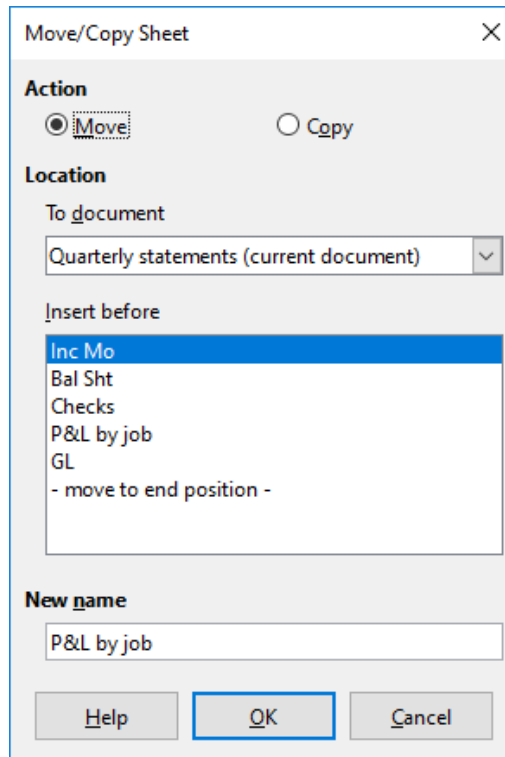 Move/Copy Sheet
Action
Move Copy
Location
To document
Quarterly statements (current document)
Insert before
Inc Mo
Bal Sht
Checks
P&L by job
GL
- move to end position -
New name
P&L by job
Help OK Cancel